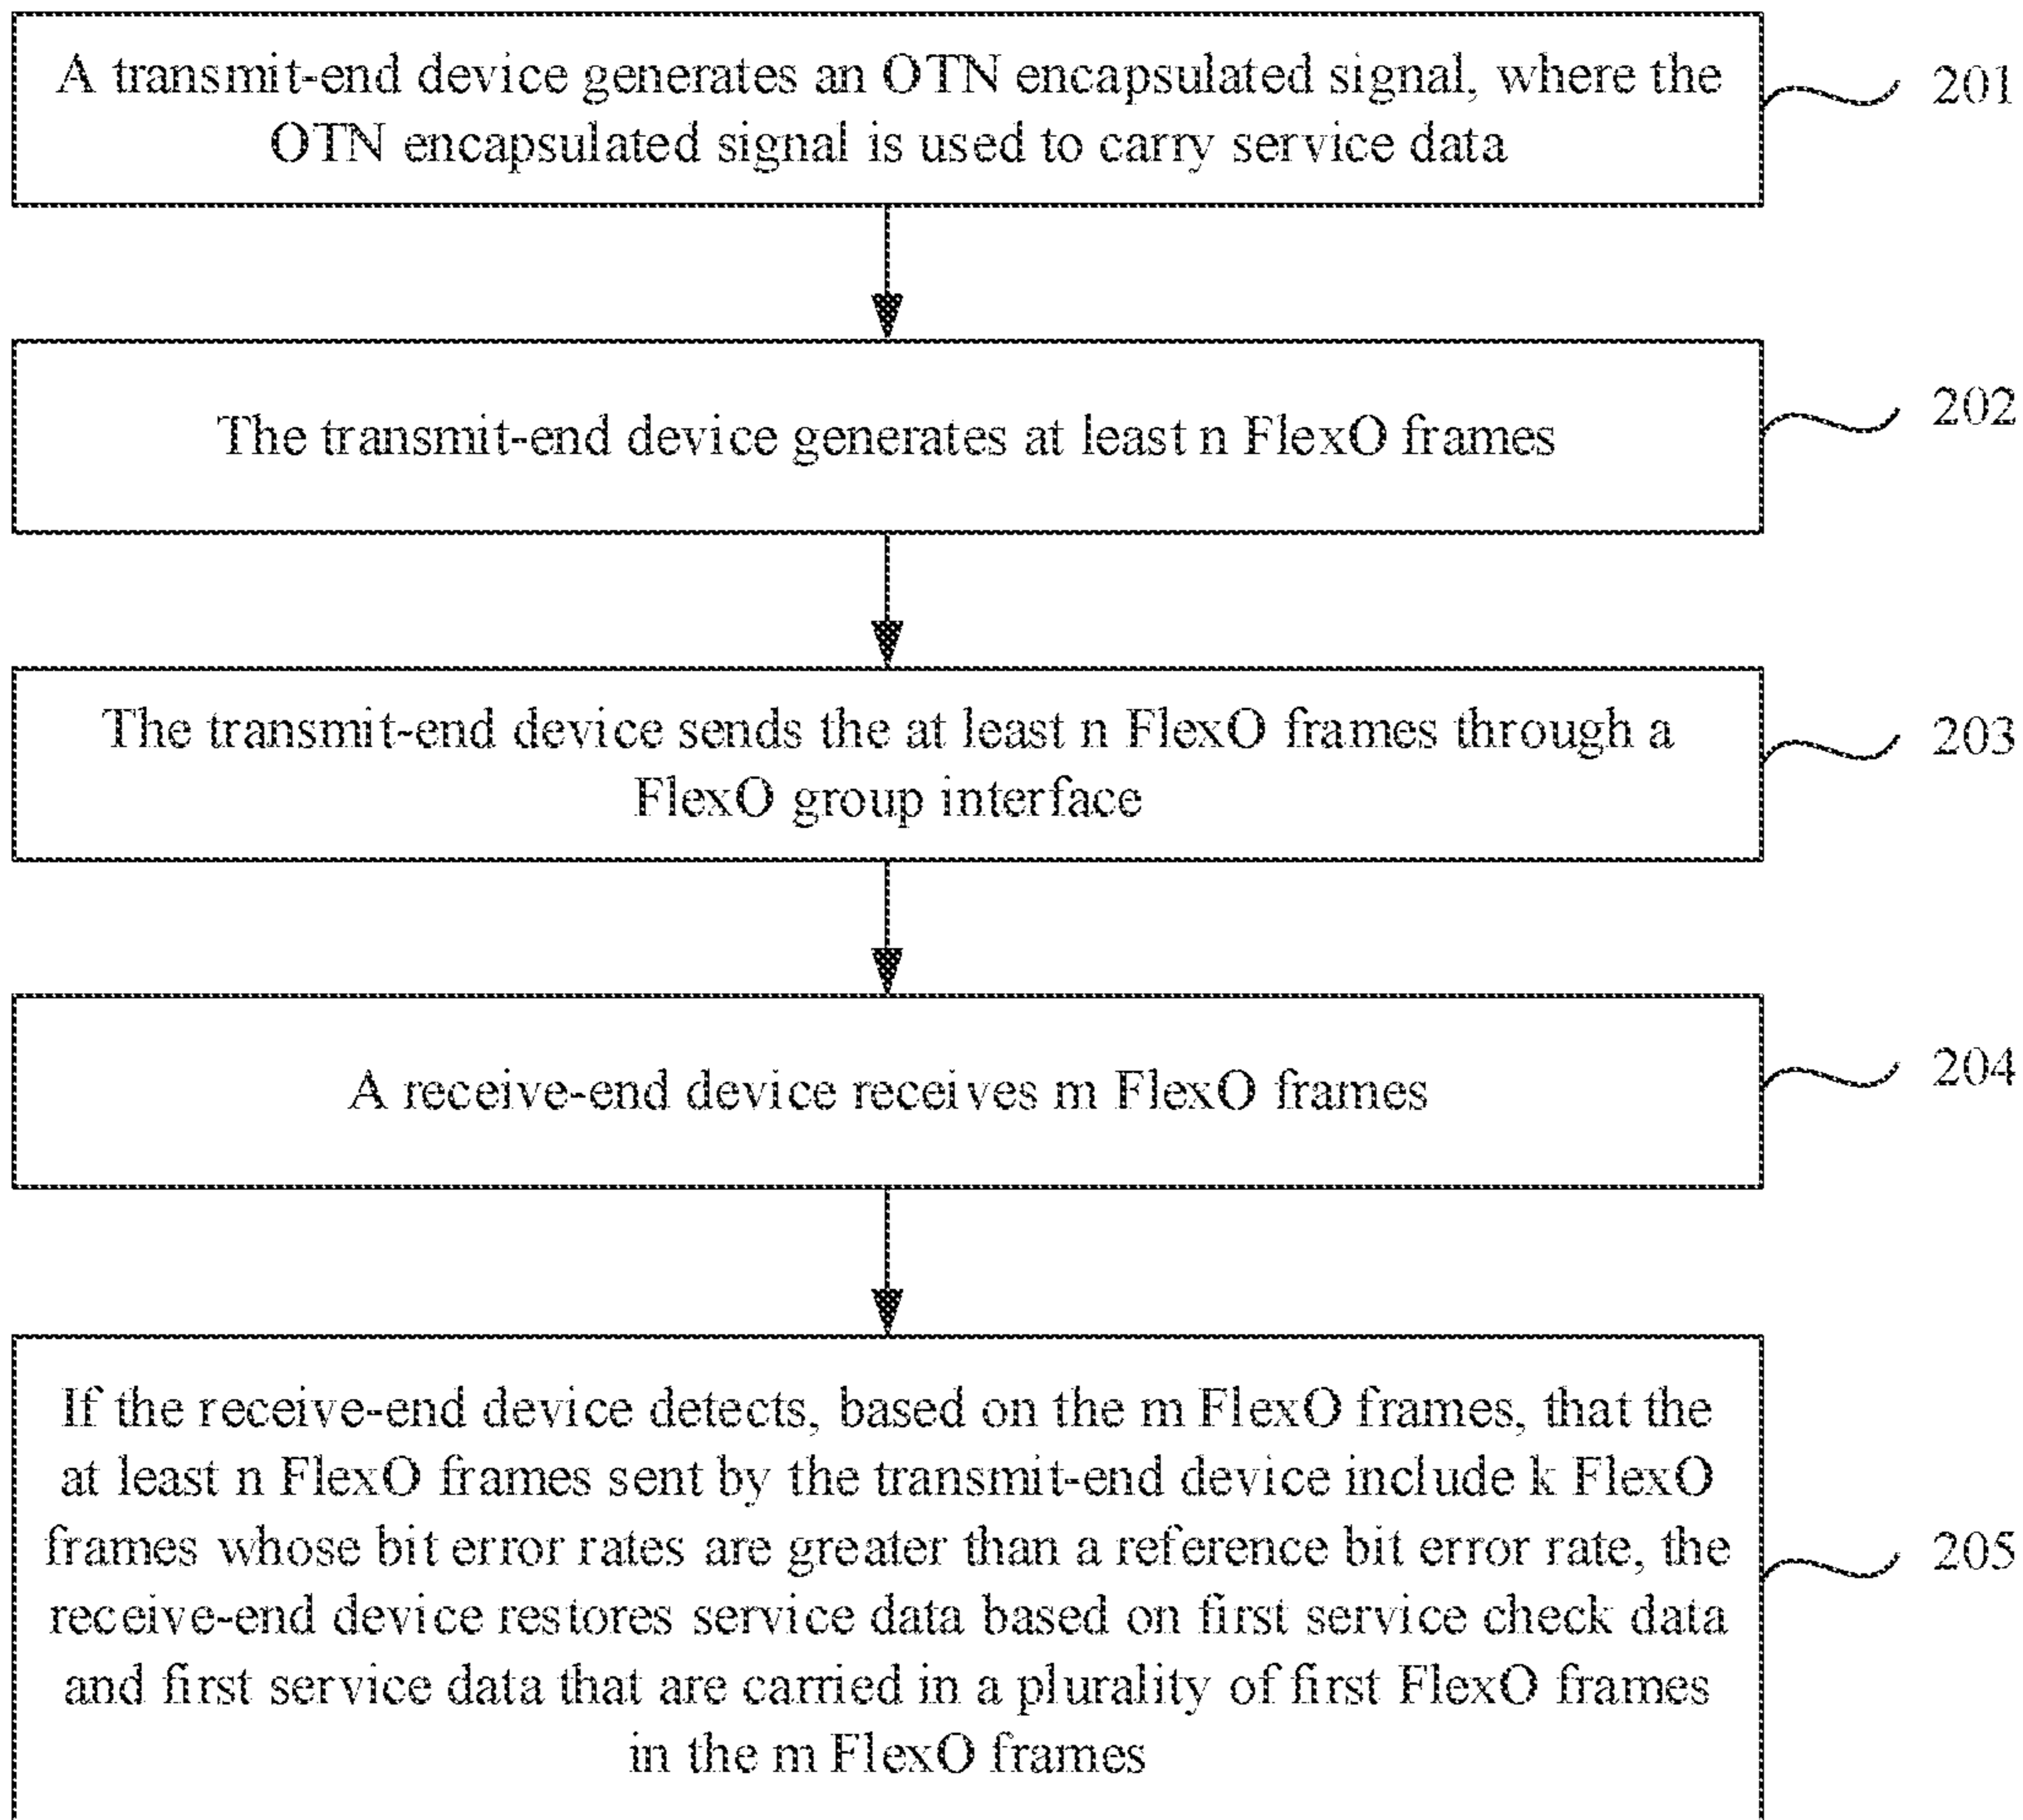 A transmit-end device generates an OTN encapsulated signal, where the
OTN encapsulated signal is used to carry service data
201
The transmit-end device generates at least n FlexO frames
202
The transmit-end device sends the at least n FlexO frames through a
FlexO group interface
203
A receive-end device receives m FlexO frames
204
If the receive-end device detects, based on the m FlexO frames, that the
at least n FlexO frames sent by the transmit-end device include k FlexO
frames whose bit error rates are greater than a reference bit error rate, the
receive-end device restores service data based on first service check data
and first service data that are carried in a plurality of first FlexO frames
in the m FlexO frames
205